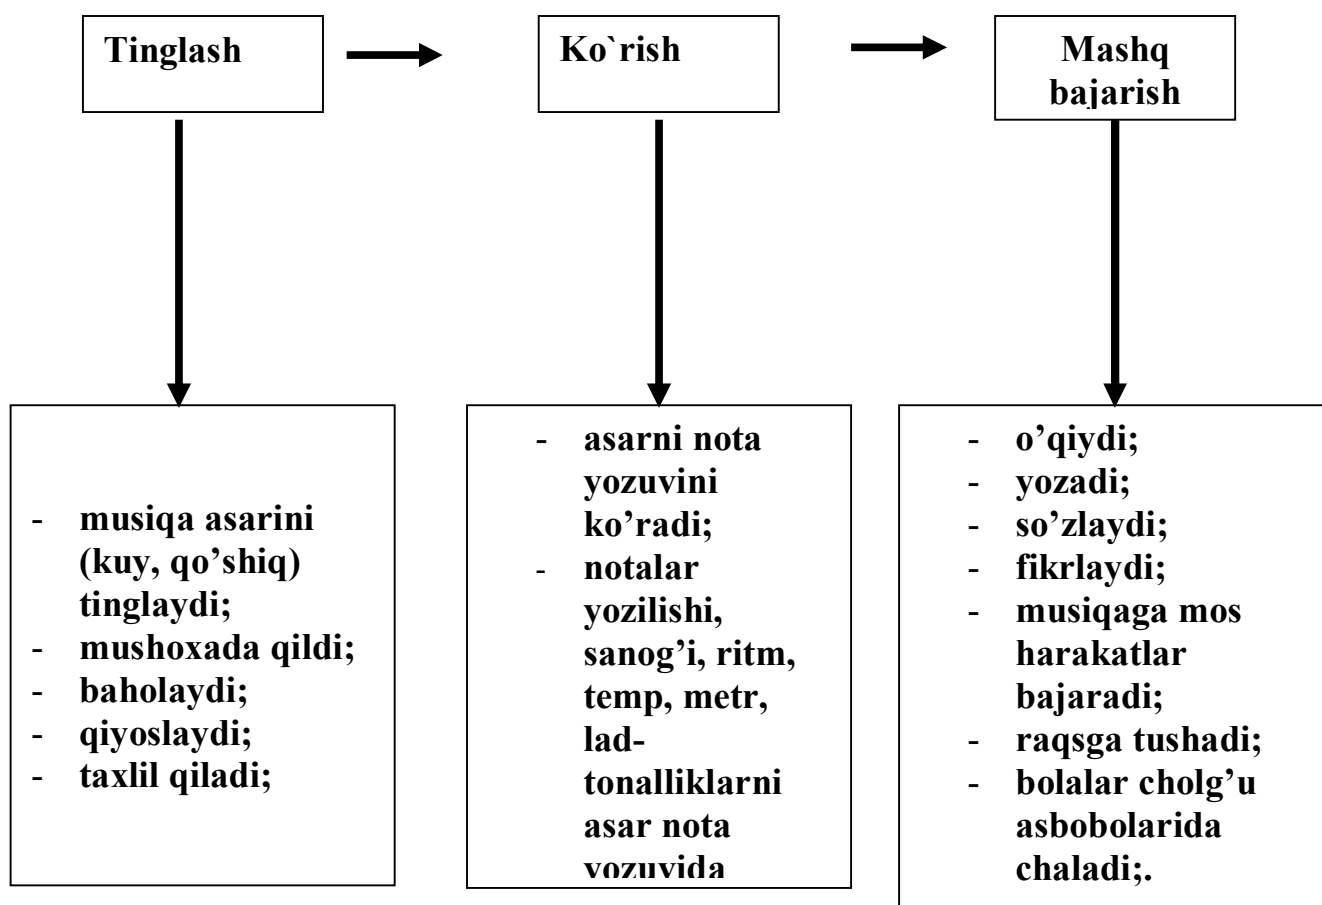 Tinglash
Ko`rish
Mashq
bajarish
- musiqa asarini
(kuy, qo’shiq)
tinglaydi;
- mushoxada qildi;
- baholaydi;
- qiyoslaydi;
- taxlil qiladi;
- asarni nota
yozuvini
ko’radi;
- notalar
yozilishi,
sanog’i, ritm,
temp, metr,
lad-
tonalliklarni
asar nota
yozuvida
- o’qiydi;
- yozadi;
- so’zlaydi;
- fikrlaydi;
- musiqaga mos
harakatlar
bajaradi;
- raqsga tushadi;
- bolalar cholg’u
asbobolarida
chaladi;.